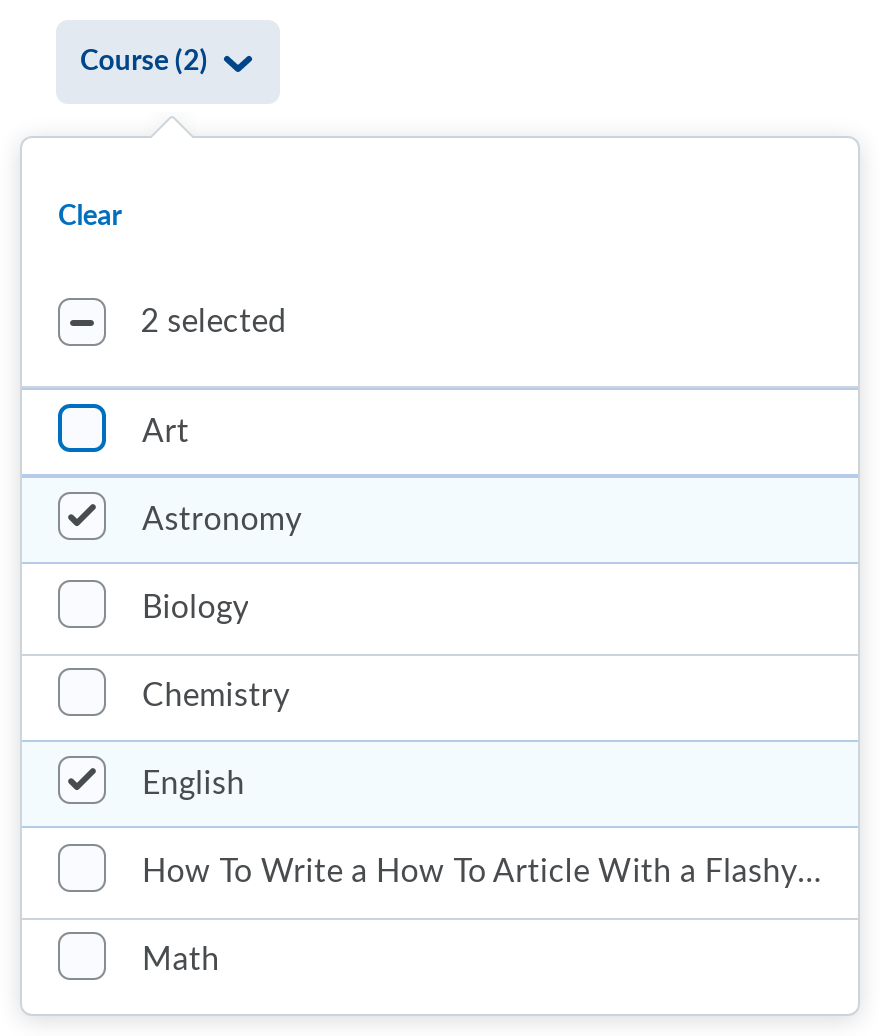 Course (2)
Clear
2 selected
Art
Astronomy
Biology
Chemistry
English
How To Write a How To Article With a Flashy...
Math